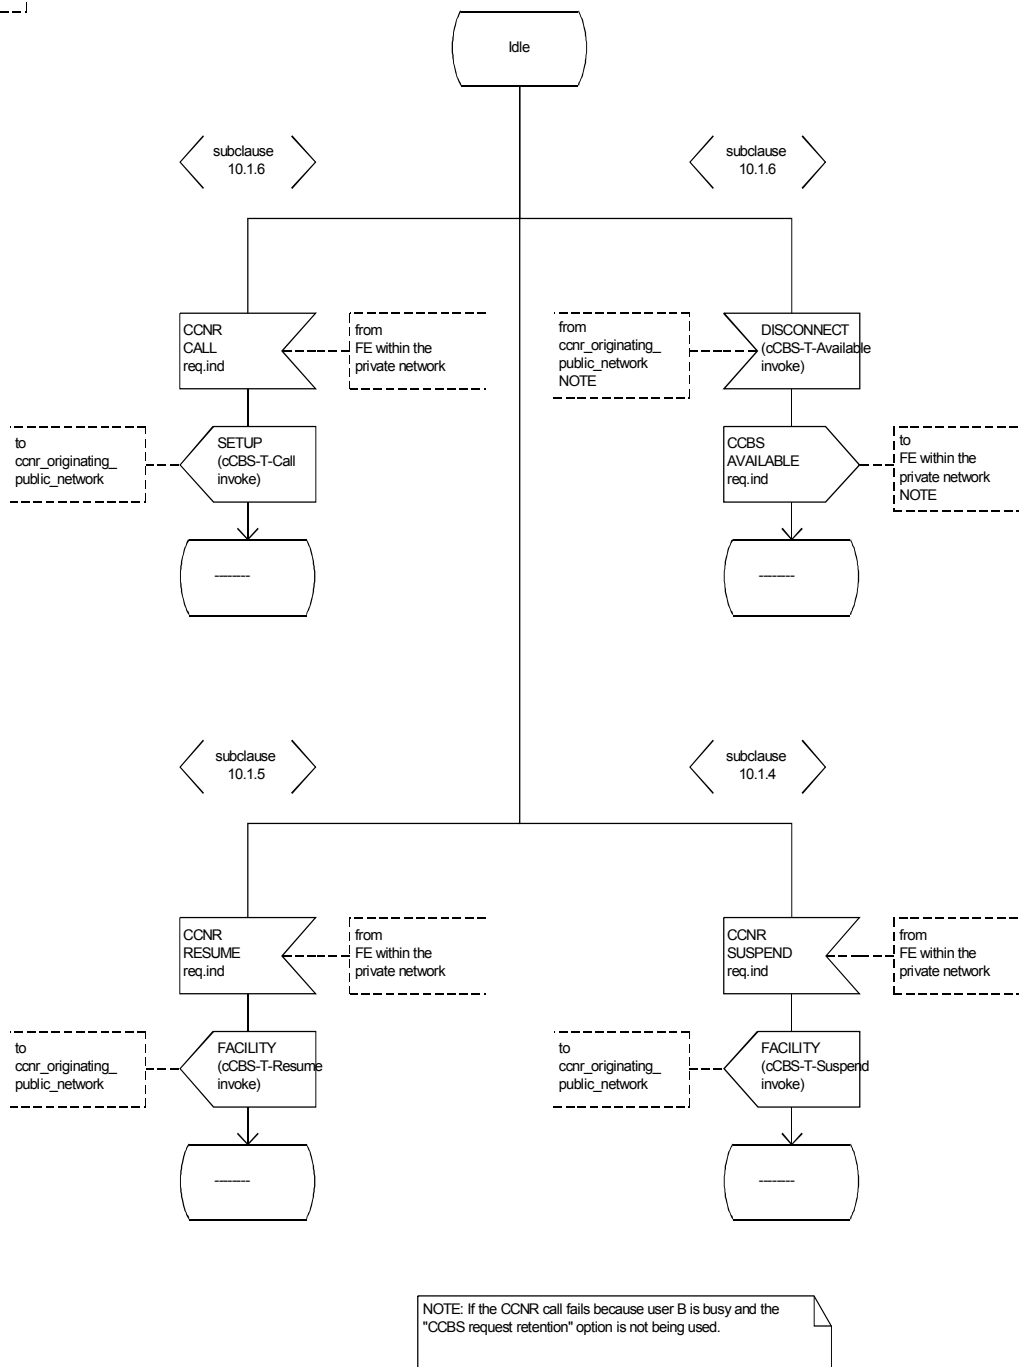 Idle
subclause
10.1.6
subclause
10.1.6
CCNR
CALL
req.ind
from
FE within the
private network
from
ccnr_originating_
public_network
NOTE
DISCONNECT
(cCBS-T-Available
invoke)
to
ccnr_originating_
public_network
SETUP
(cCBS-T-Call
invoke)
CCBS
AVAILABLE
req.ind
to
FE within the
private network
NOTE
--------
--------
subclause
10.1.5
subclause
10.1.4
CCNR
RESUME
req.ind
from
FE within the
private network
CCNR
SUSPEND
req.ind
from
FE within the
private network
to
ccnr_originating_
public_network
FACILITY
(cCBS-T-Resume
invoke)
to
ccnr_originating_
public_network
FACILITY
(cCBS-T-Suspend
invoke)
--------
--------
NOTE: If the CCNR call fails because user B is busy and the
"CCBS request retention" option is not being used.